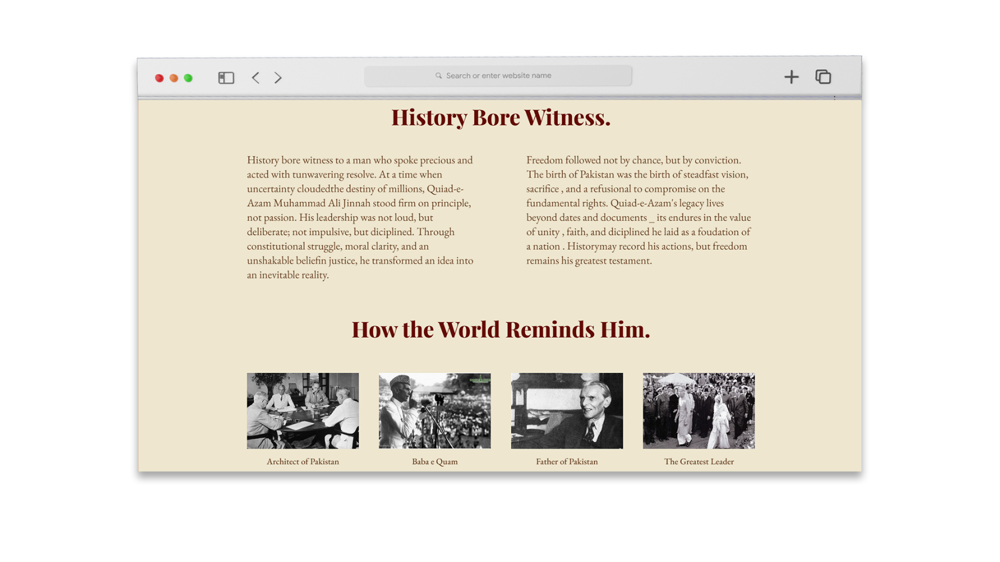 Search or enter website name
History Bore Witness.
History bore witness to a man who spoke precious and
acted with tunwavering resolve. At a time when
uncertainty cloudedthe destiny of millions, Quiad-e-
Azam Muhammad Ali Jinnah stood firm on principle,
not passion. His leadership was not loud, but
deliberate; not impulsive, but diciplined. Through
constitutional struggle, moral clarity, and an
unshakable beliefin justice, he transformed an idea into
an inevitable reality.
Freedom followed not by chance, but by conviction.
The birth of Pakistan was the birth of steadfast vision,
sacrifice , and a refusional to compromise on the
fundamental rights. Quiad-e-Azam's legacy lives
beyond dates and documents _ its endures in the value
of unity , faith, and diciplined he laid as a foudation of
a nation . Historymay record his actions, but freedom
remains his greatest testament.
How the World Reminds Him.
Architect of Pakistan
Baba e Quam
Father of Pakistan
The Greatest Leader